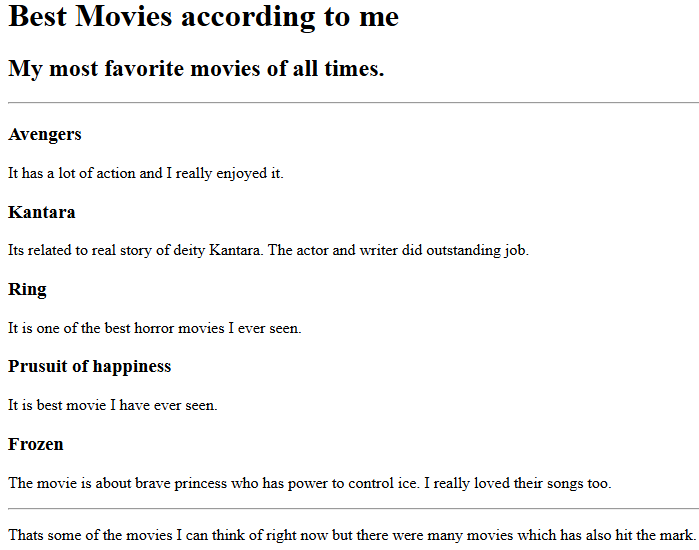 Best Movies according to me
My most favorite movies of all times.
Avengers
It has a lot of action and I really enjoyed it.
Kantara
Its related to real story of deity Kantara. The actor and writer did outstanding job.
Ring
It is one of the best horror movies I ever seen.
Prusuit of happiness
It is best movie I have ever seen.
Frozen
The movie is about brave princess who has power to control ice. I really loved their songs too.
Thats some of the movies I can think of right now but there were many movies which has also hit the mark.